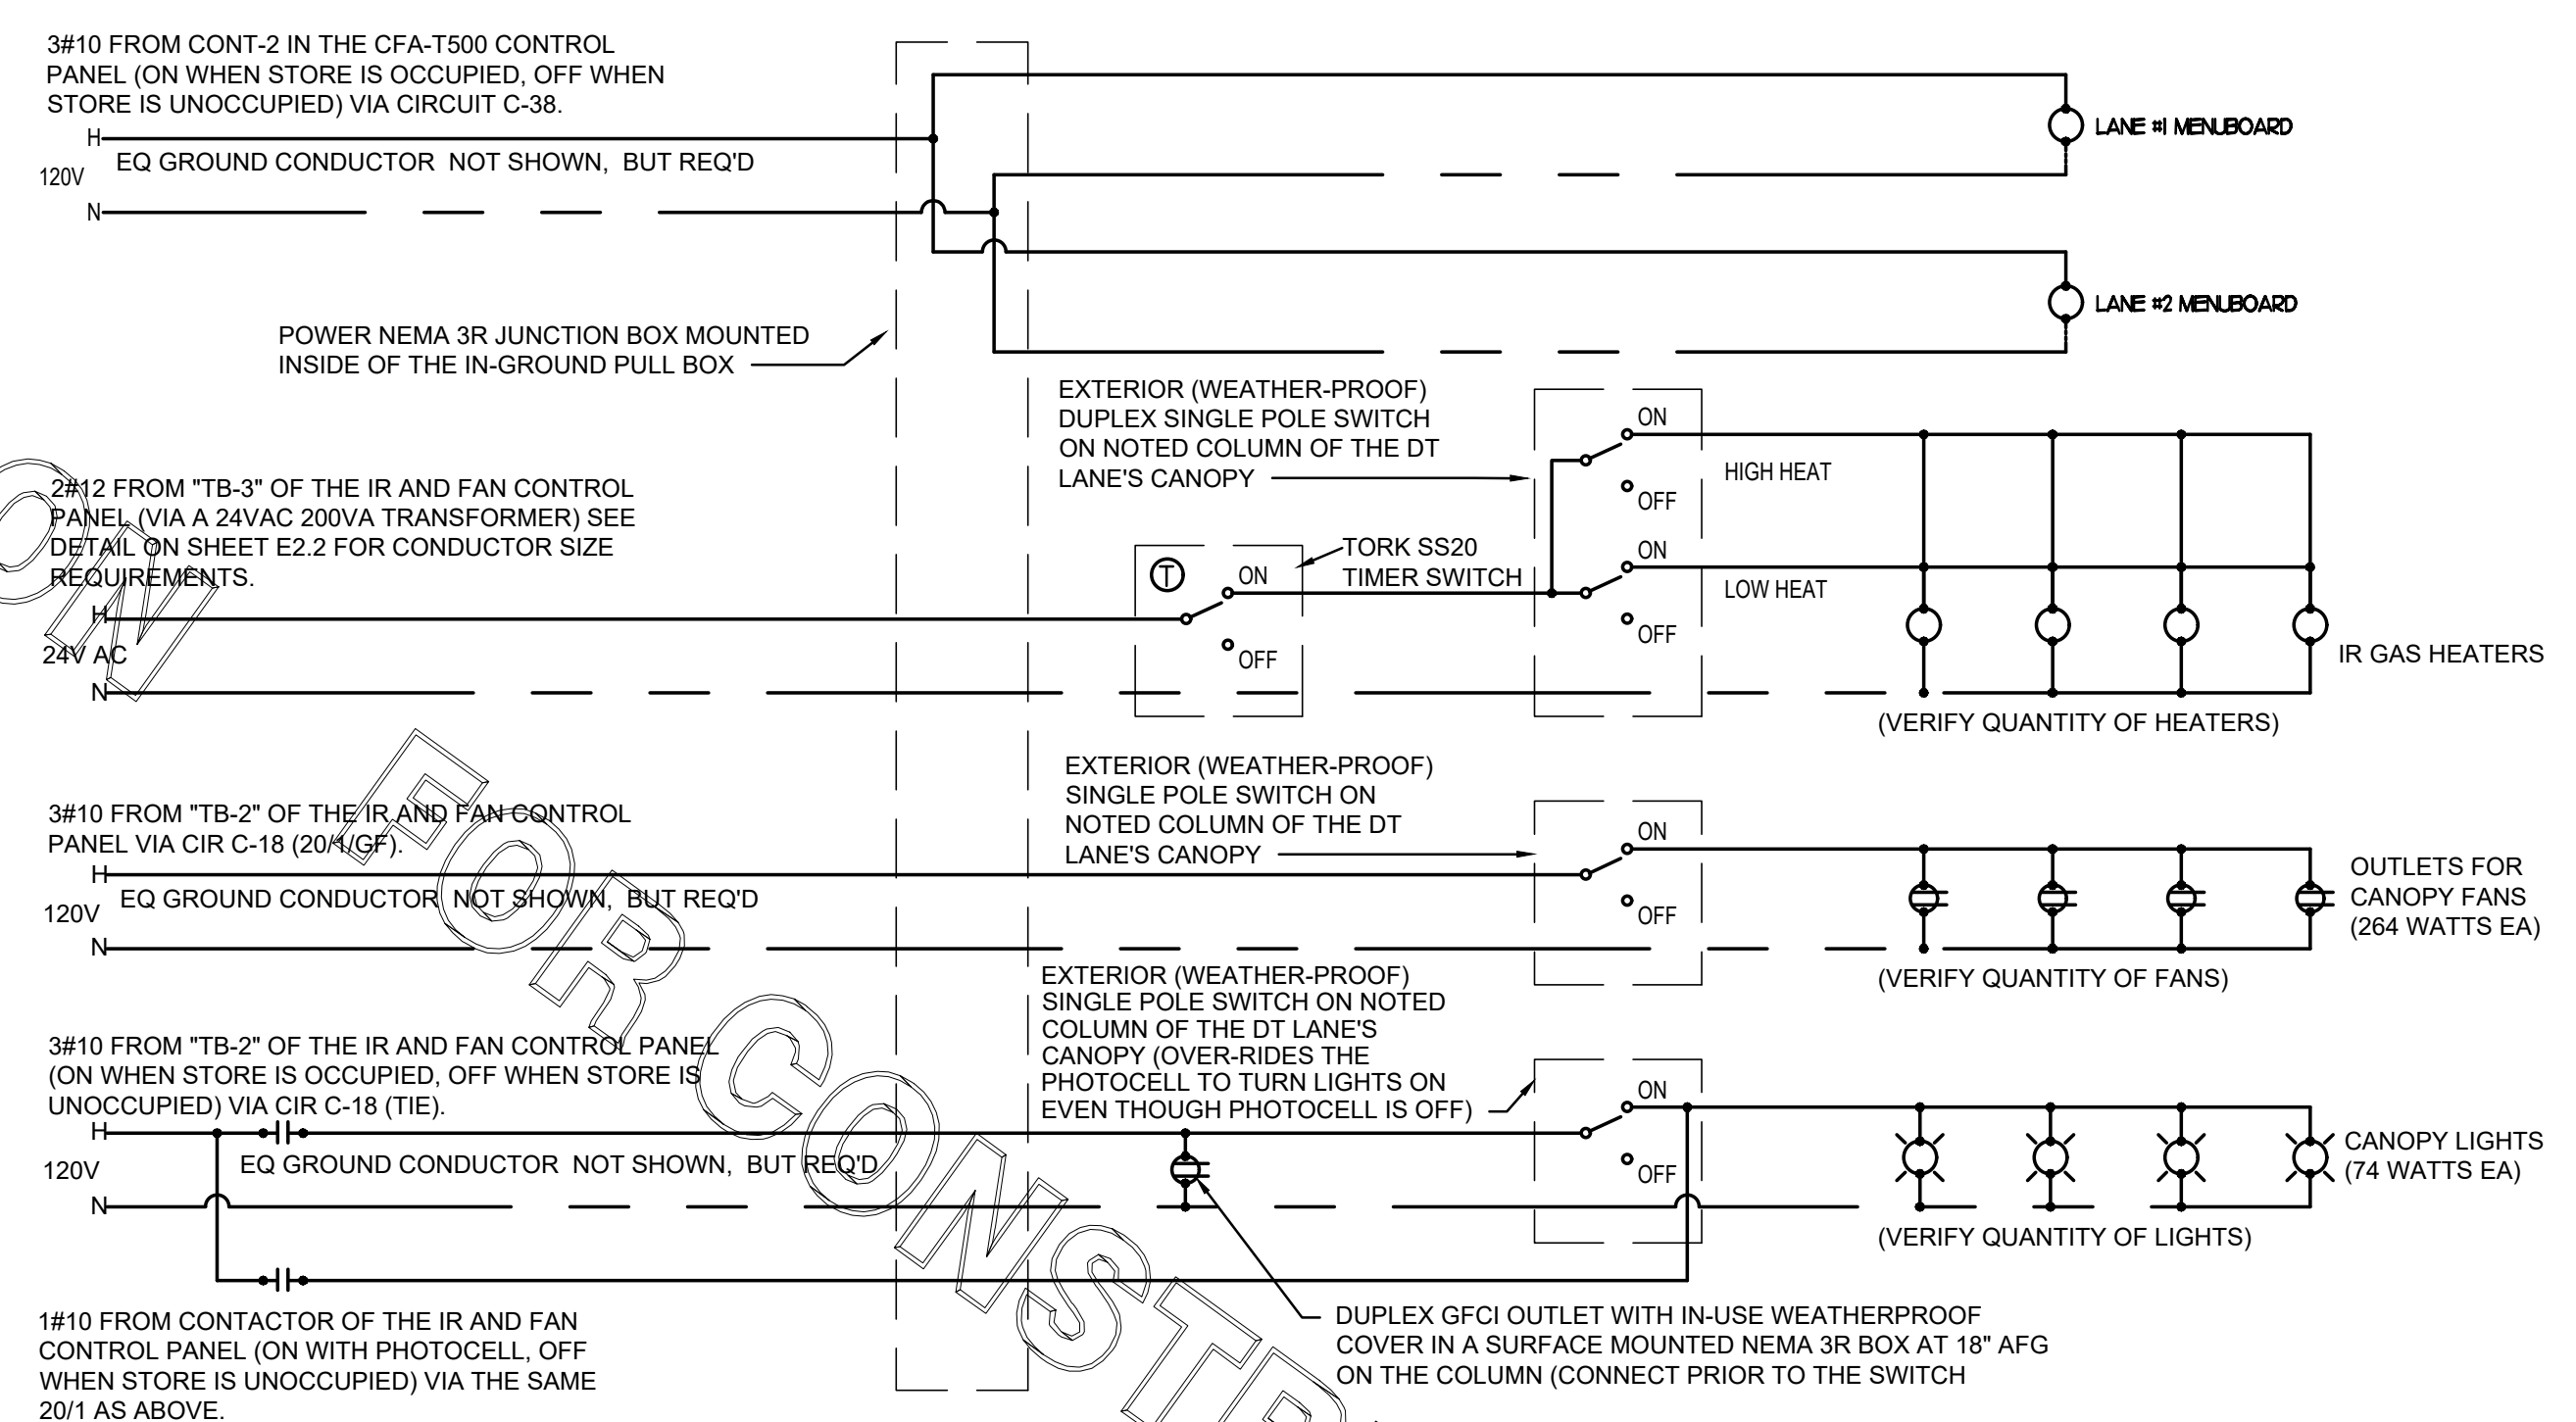 3#10 FROM CONT-2 IN THE CFA-T500 CONTROL
PANEL (ON WHEN STORE IS OCCUPIED, OFF WHEN
STORE IS UNOCCUPIED) VIA CIRCUIT C-38.
H
EQ GROUND CONDUCTOR NOT SHOWN, BUT REQ'D
120V
N
LANE #1 MENUBOARD
LANE #2 MENUBOARD
POWER NEMA 3R JUNCTION BOX MOUNTED
INSIDE OF THE IN-GROUND PULL BOX
EXTERIOR (WEATHER-PROOF)
DUPLEX SINGLE POLE SWITCH
ON NOTED COLUMN OF THE DT
LANE'S CANOPY
ON
HIGH HEAT
OFF
ON
LOW HEAT
OFF
2#12 FROM "TB-3" OF THE IR AND FAN CONTROL
PANEL (VIA A 24VAC 200VA TRANSFORMER) SEE
DETAIL ON SHEET E2.2 FOR CONDUCTOR SIZE
REQUIREMENTS.
H
24V AC
N
T
ON
OFF
TORK SS20
TIMER SWITCH
IR GAS HEATERS
(VERIFY QUANTITY OF HEATERS)
3#10 FROM "TB-2" OF THE IR AND FAN CONTROL
PANEL VIA CIR C-18 (20/1/GF).
H
EQ GROUND CONDUCTOR NOT SHOWN, BUT REQ'D
120V
N
EXTERIOR (WEATHER-PROOF)
SINGLE POLE SWITCH ON
NOTED COLUMN OF THE DT
LANE'S CANOPY
ON
OFF
OUTLETS FOR
CANOPY FANS
(264 WATTS EA)
(VERIFY QUANTITY OF FANS)
3#10 FROM "TB-2" OF THE IR AND FAN CONTROL PANEL
(ON WHEN STORE IS OCCUPIED, OFF WHEN STORE IS
UNOCCUPIED) VIA CIR C-18 (TIE).
H
EQ GROUND CONDUCTOR NOT SHOWN, BUT REQ'D
120V
N
EXTERIOR (WEATHER-PROOF)
SINGLE POLE SWITCH ON NOTED
COLUMN OF THE DT LANE'S
CANOPY (OVER-RIDES THE
PHOTOCELL TO TURN LIGHTS ON
EVEN THOUGH PHOTOCELL IS OFF)
ON
OFF
CANOPY LIGHTS
(74 WATTS EA)
(VERIFY QUANTITY OF LIGHTS)
1#10 FROM CONTACTOR OF THE IR AND FAN
CONTROL PANEL (ON WITH PHOTOCELL, OFF
WHEN STORE IS UNOCCUPIED) VIA THE SAME
20/1 AS ABOVE.
DUPLEX GFCI OUTLET WITH IN-USE WEATHERPROOF
COVER IN A SURFACE MOUNTED NEMA 3R BOX AT 18" AFG
ON THE COLUMN (CONNECT PRIOR TO THE SWITCH
ON
FOR CONSTR